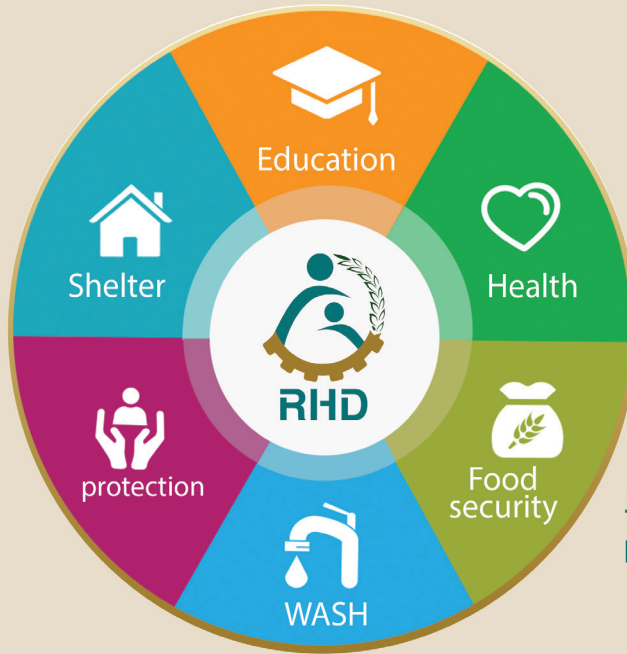 Education
Health
Food
security
WASH
protection
Shelter
RHD